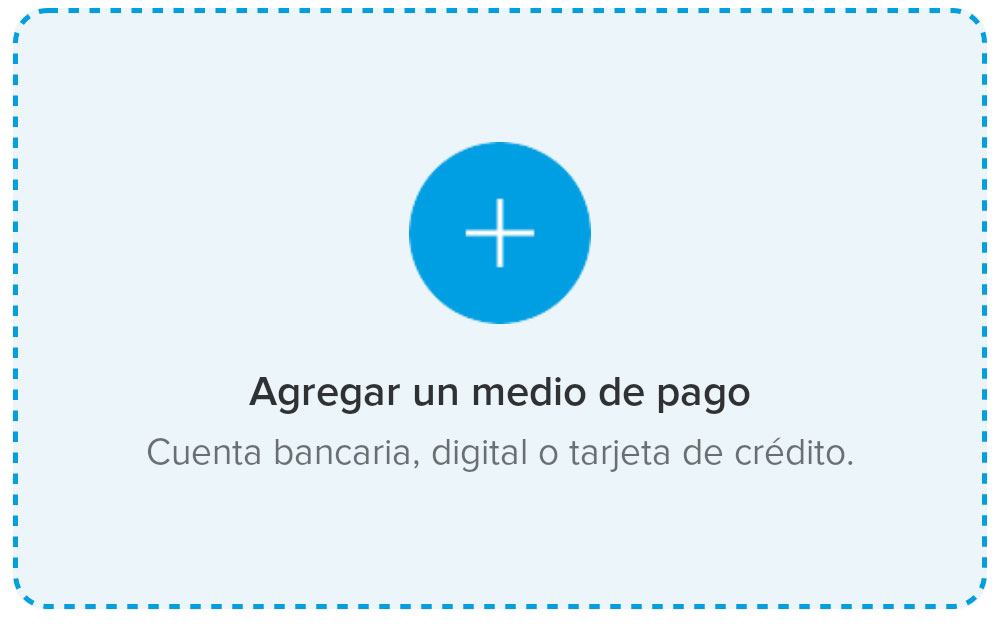 Agregar un medio de pago
Cuenta bancaria, digital o tarjeta de crédito.